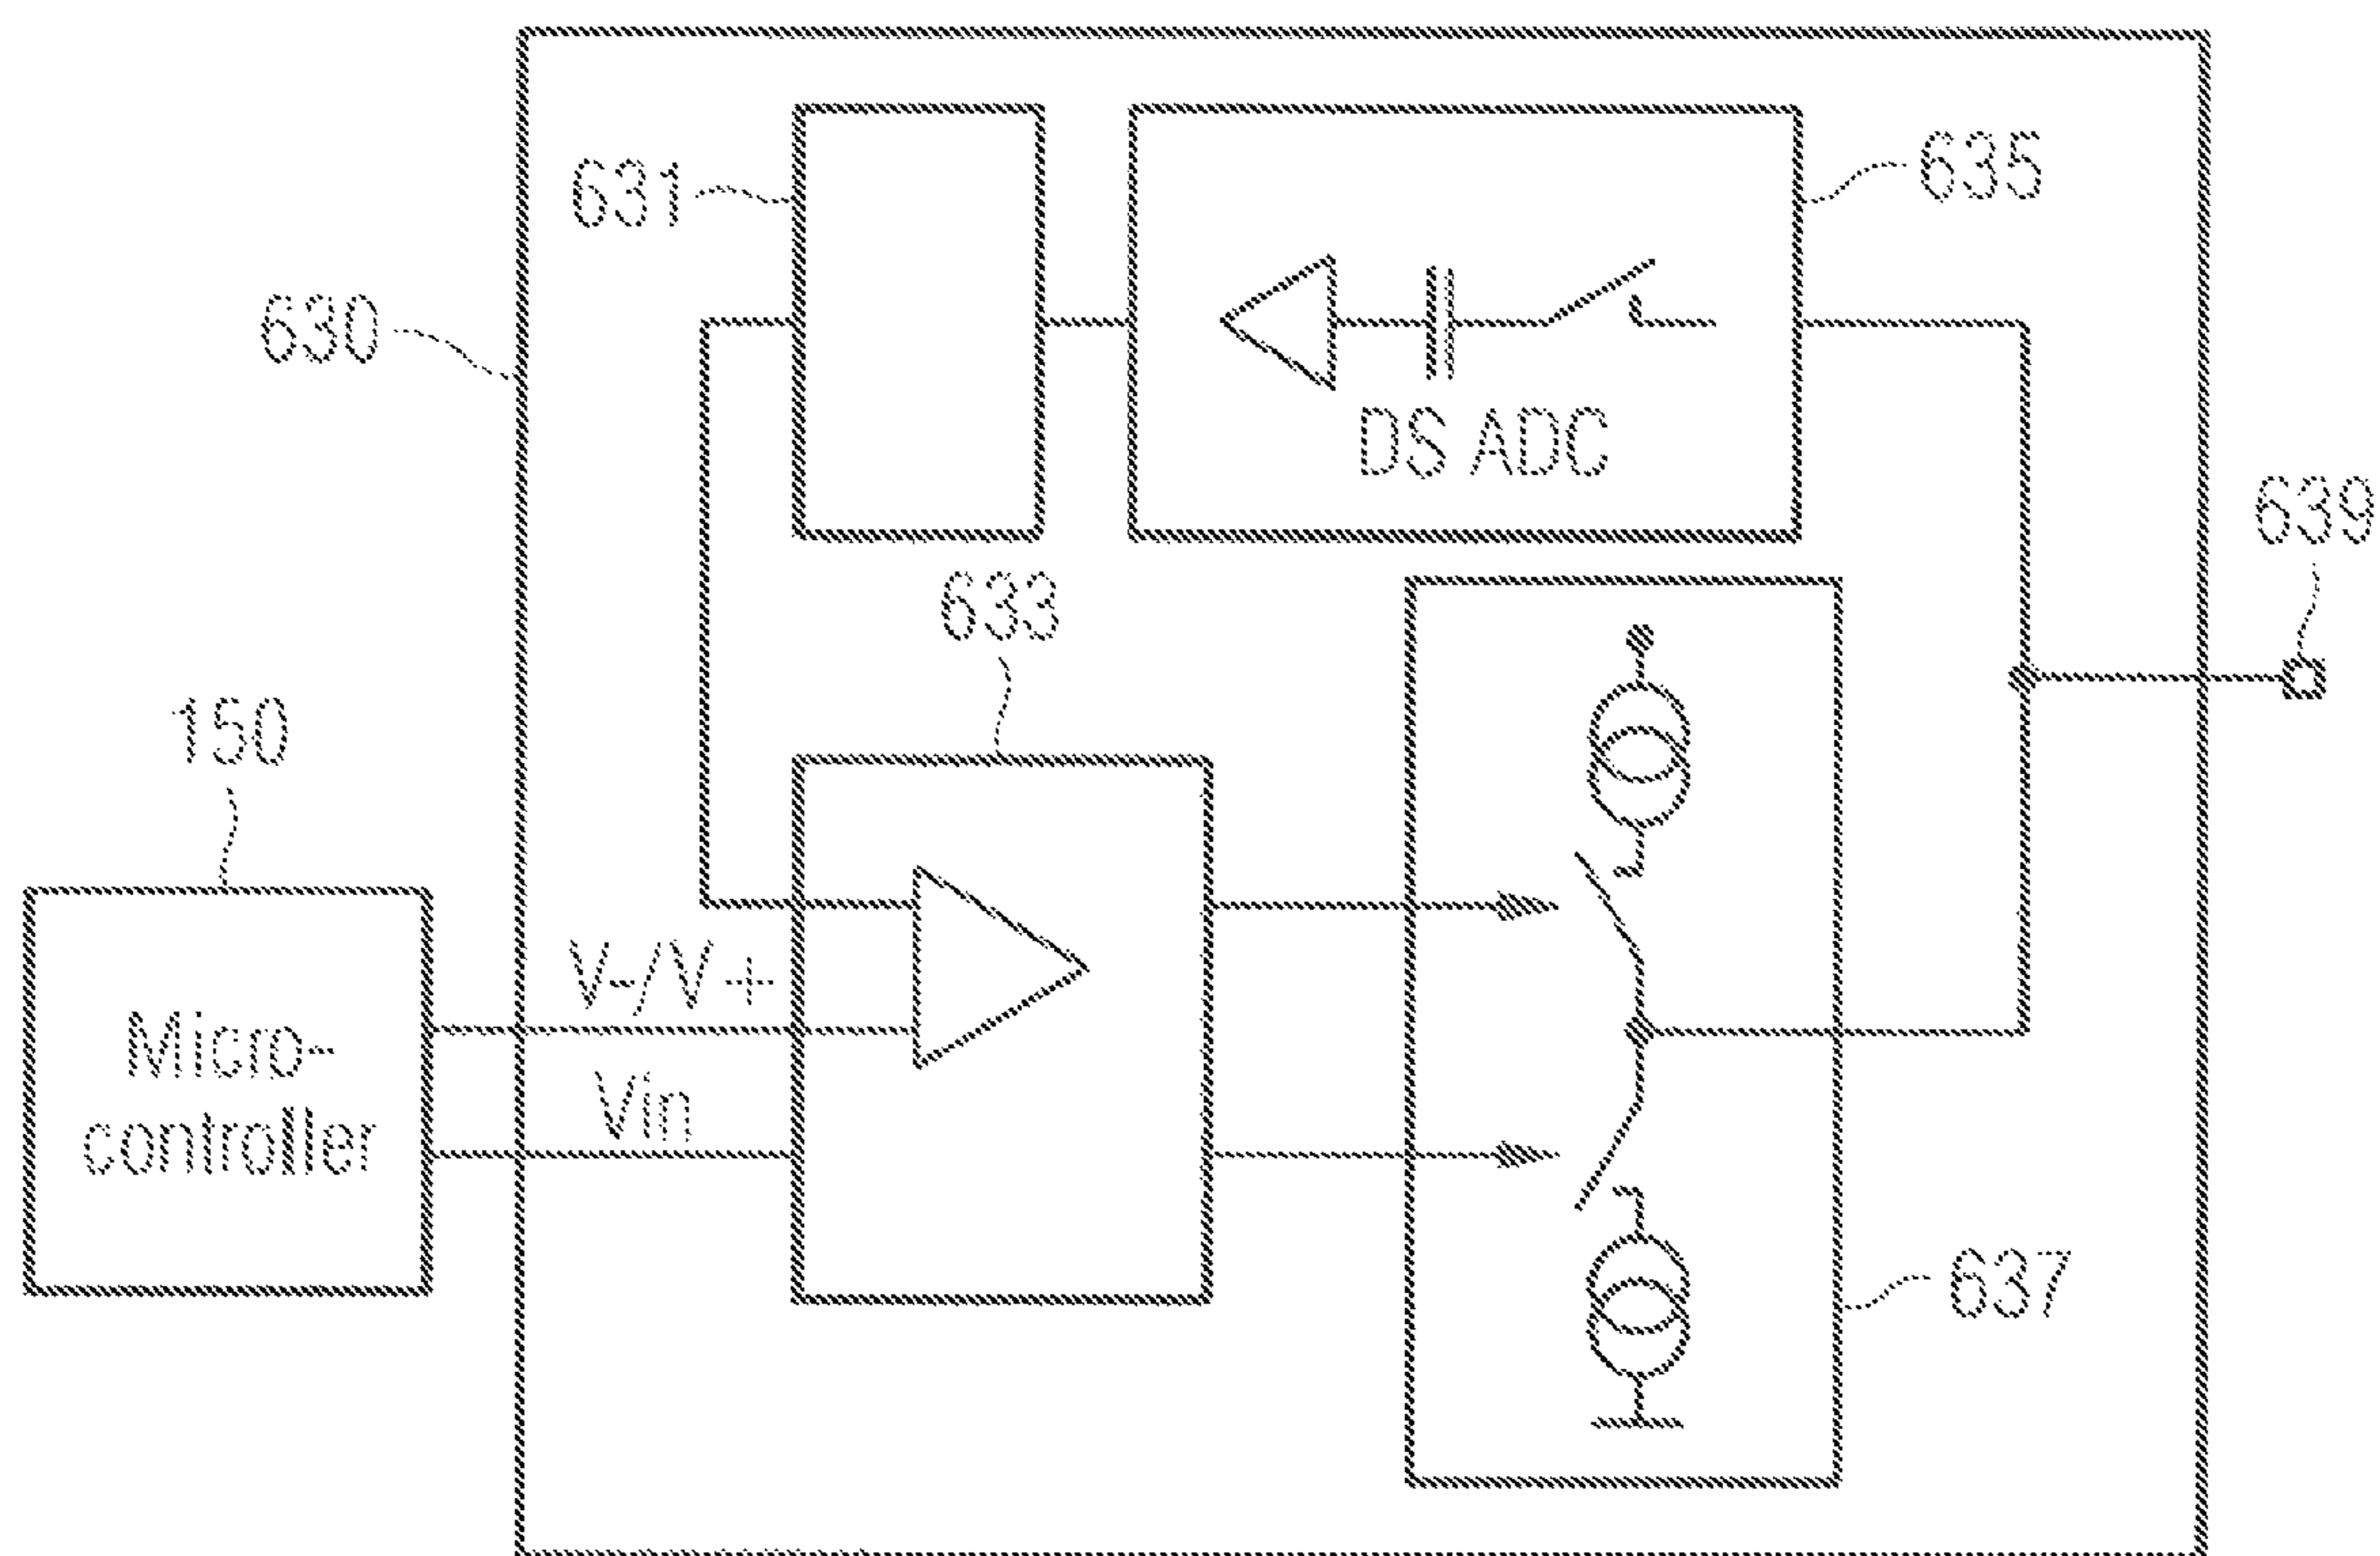 631
635
630
DS ADC
639
633
150
V-/V+
Micro-
controller
Vin
637